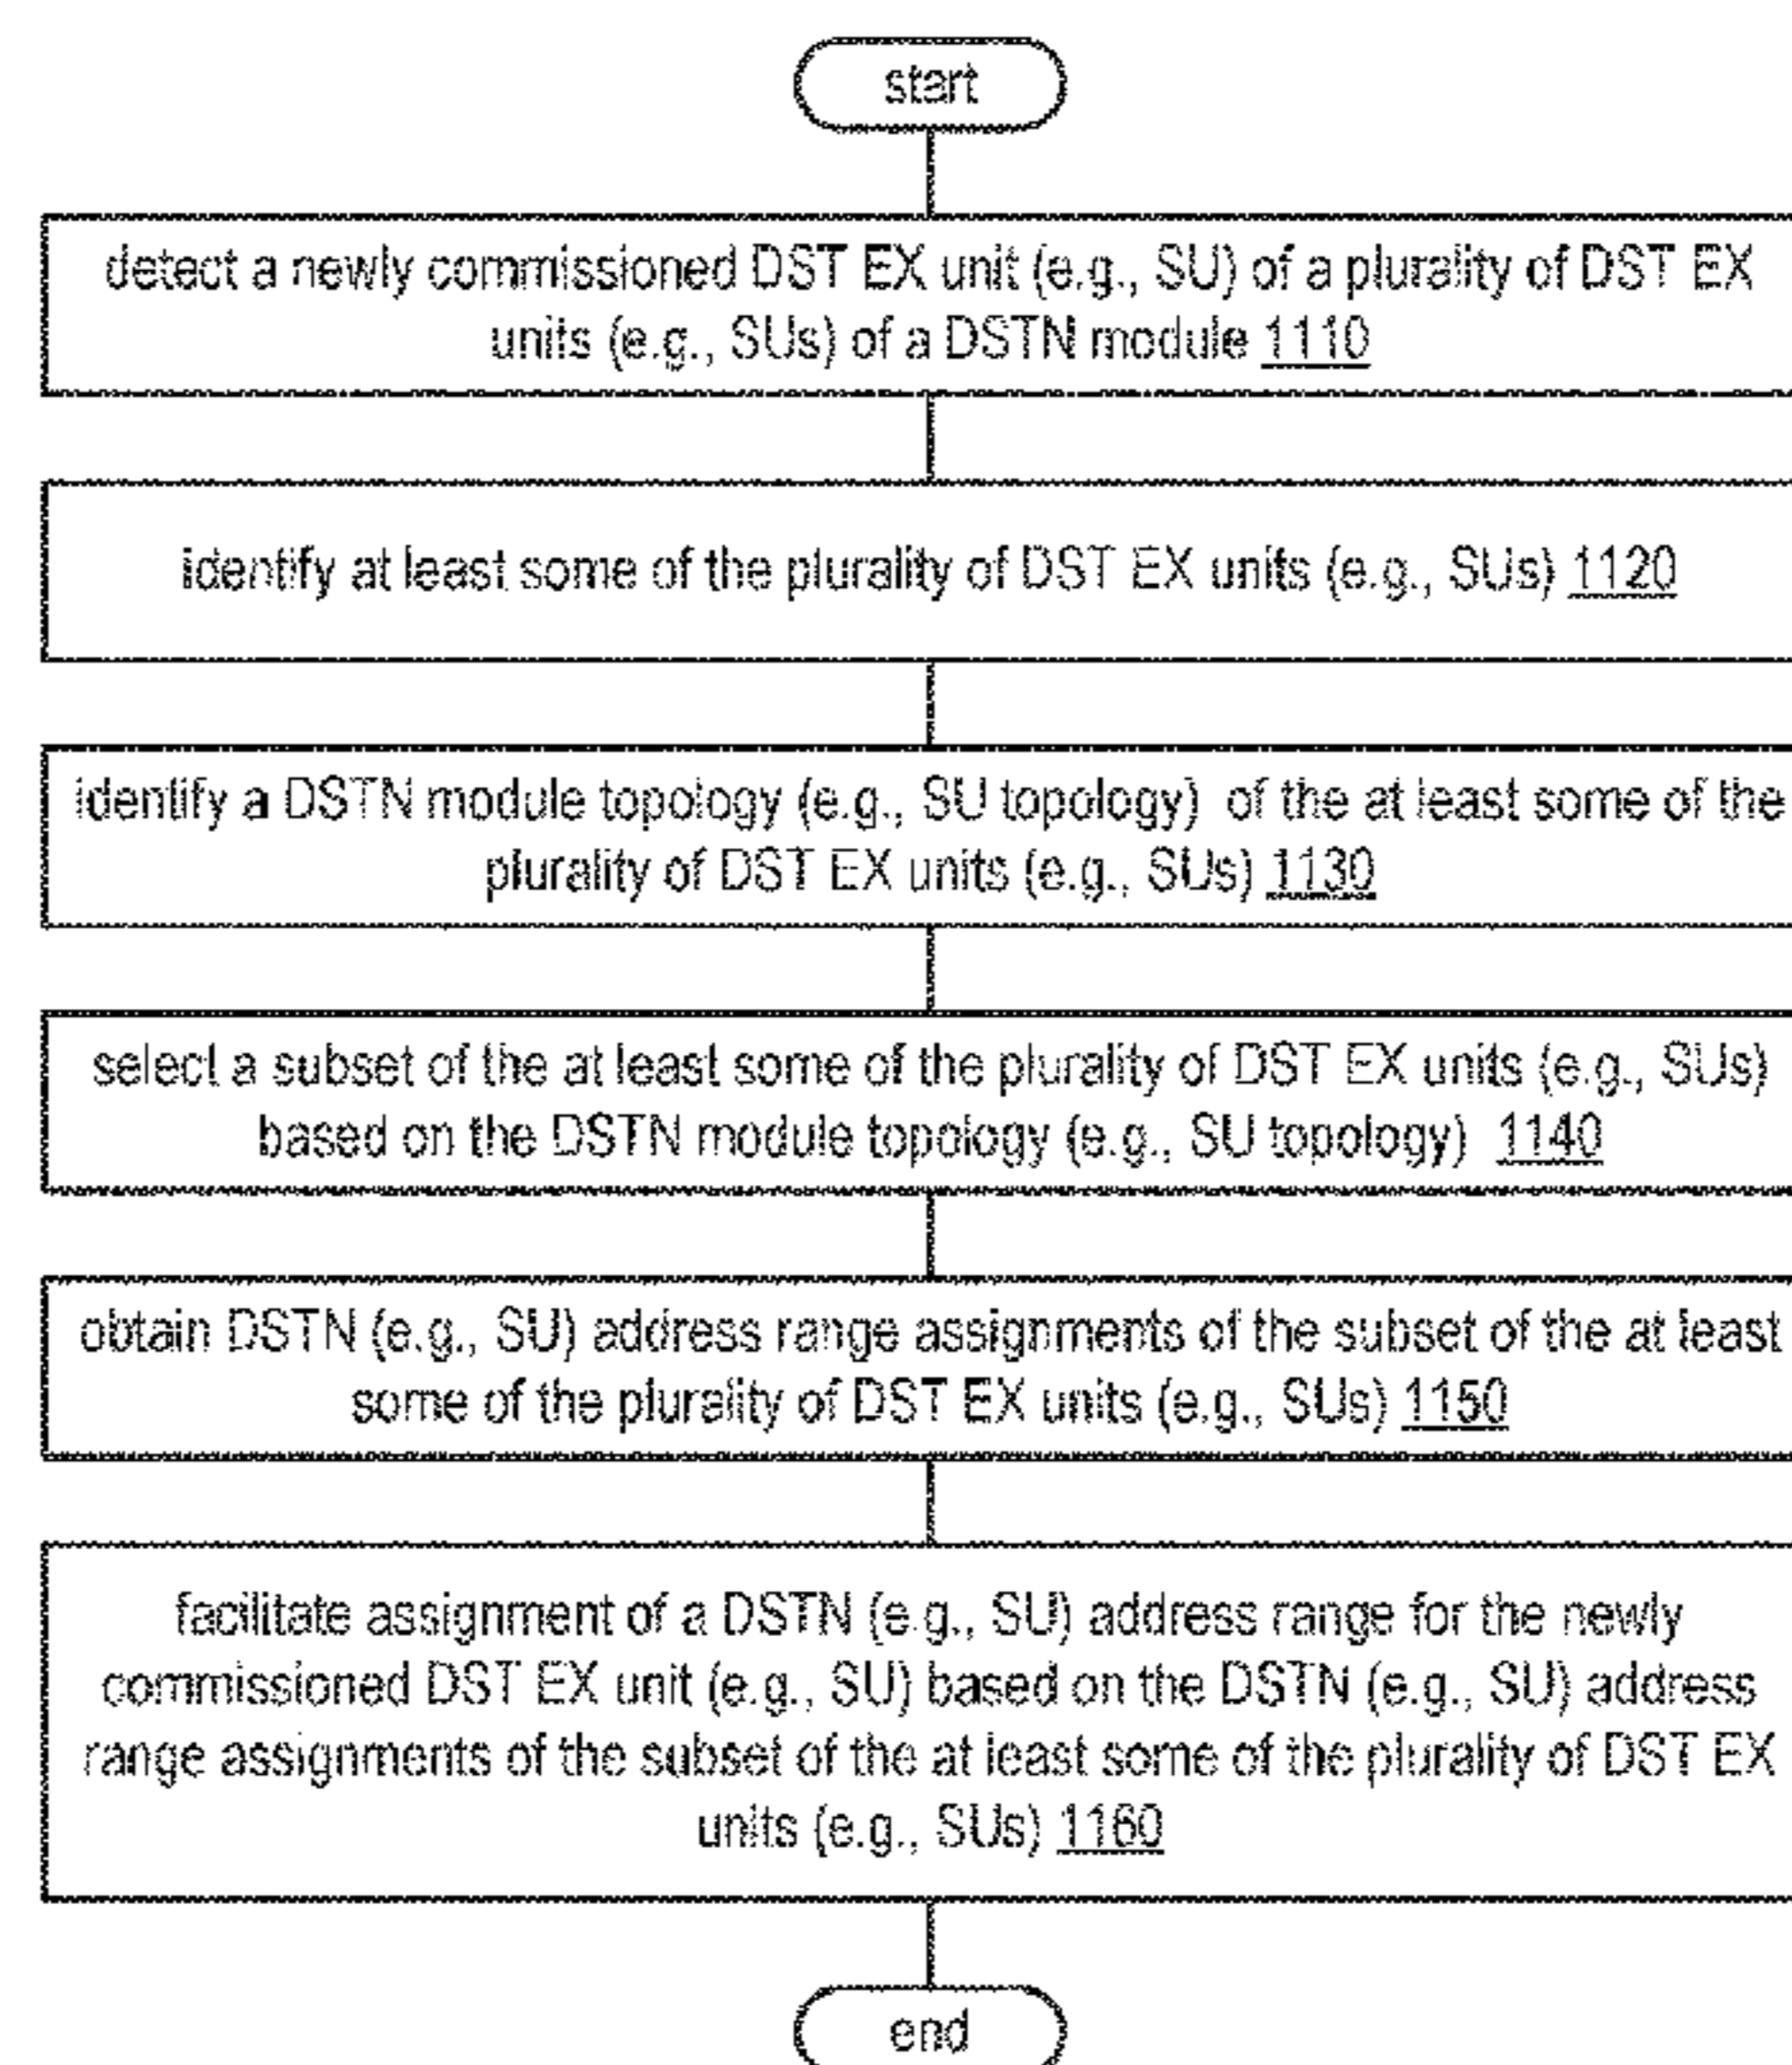 start
detect a newly commissioned DST EX unit (e.g., SU) of a plurality of DST EX
units (e.g., SUs) of a DSTN module 1110
identify at least some of the plurality of DST EX units (e.g., SUs) 1120
identify a DSTN module topology (e.g., SU topology) of the at least some of the
plurality of DST EX units (e.g., SUs) 1130
select a subset of the at least some of the plurality of DST EX units (e.g., SUs)
based on the DSTN module topology (e.g., SU topology) 1140
obtain DSTN (e.g., SU) address range assignments of the subset of the at least
some of the plurality of DST EX units (e.g., SUs) 1150
facilitate assignment of a DSTN (e.g., SU) address range for the newly
commissioned DST EX unit (e.g., SU) based on the DSTN (e.g., SU) address
range assignments of the subset of the at least some of the plurality of DST EX
units (e.g., SUs) 1160
end